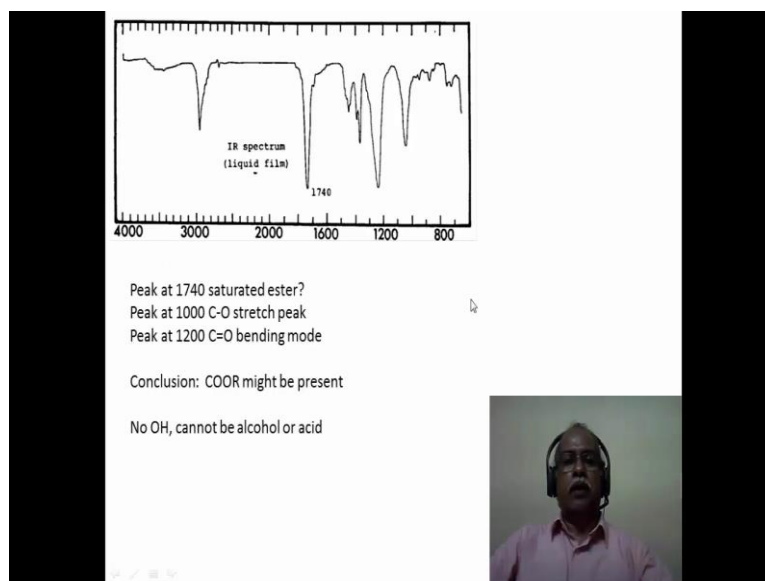 IR spectrum
(liquid film)
1740
4000 3000 2000 1600 1200 800
Peak at 1740 saturated ester?
Peak at 1000 C-O stretch peak
Peak at 1200 C=O bending mode
Conclusion: COOR might be present
No OH, cannot be alcohol or acid